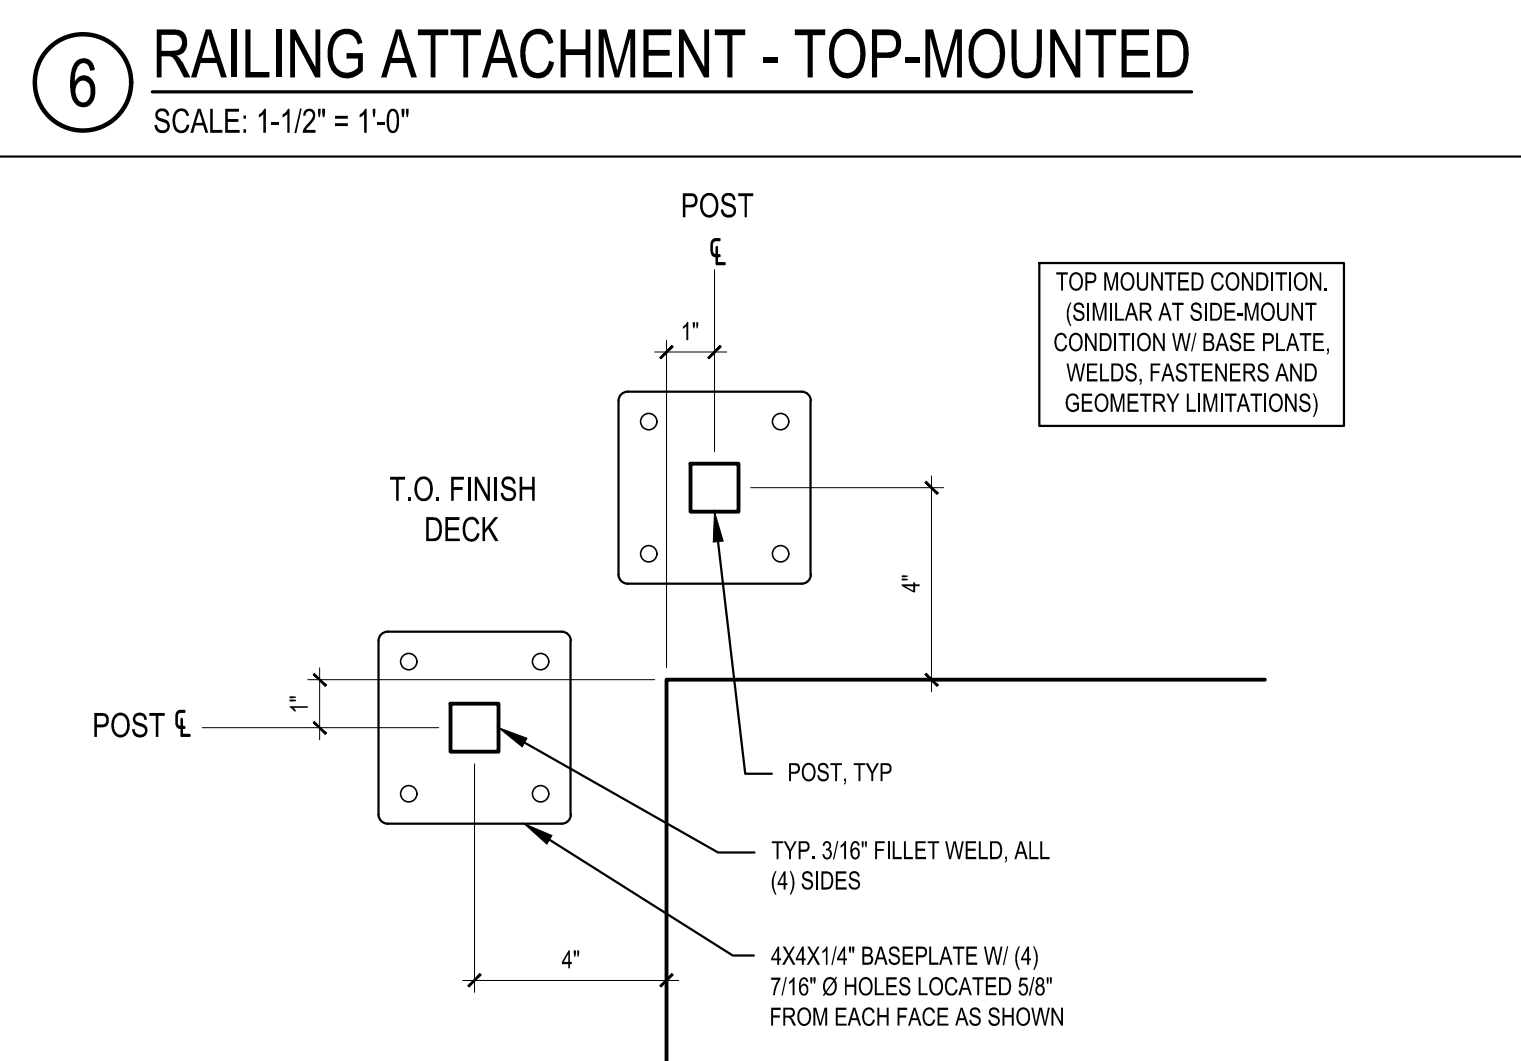 6
RAILING ATTACHMENT - TOP-MOUNTED
SCALE: 1-1/2" = 1'-0"
POST
℄
1"
TOP MOUNTED CONDITION.
(SIMILAR AT SIDE-MOUNT
CONDITION W/ BASE PLATE,
WELDS, FASTENERS AND
GEOMETRY LIMITATIONS)
T.O. FINISH
DECK
4"
1"
POST ℄
POST, TYP
TYP. 3/16" FILLET WELD, ALL
(4) SIDES
4"
4X4X1/4" BASEPLATE W/ (4)
7/16" Ø HOLES LOCATED 5/8"
FROM EACH FACE AS SHOWN